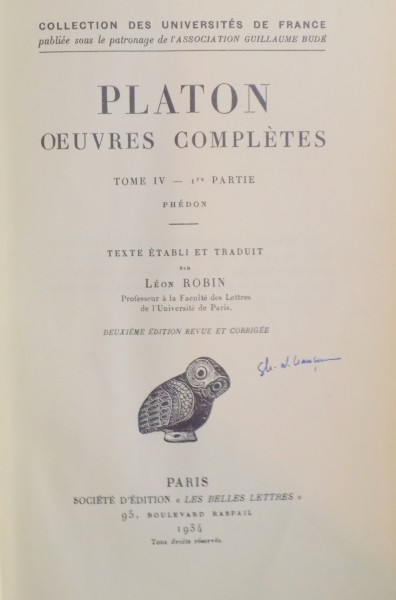 COLLECTION DES UNIVERSITÉS DE FRANCE
publiée sous le patronage de l'ASSOCIATION GUILLAUME BUDÉ
PLATON
OEUVRES COMPLÈTES
TOME IV — 1re PARTIE
PHÉDON
TEXTE ÉTABLI ET TRADUIT
PAR
LÉON ROBIN
Professeur à la Faculté des Lettres
de l'Université de Paris.
DEUXIÈME ÉDITION REVUE ET CORRIGÉE
PARIS
SOCIÉTÉ D'ÉDITION « LES BELLES LETTRES »
95, BOULEVARD RASPAIL
1934
Tous droits réservés.